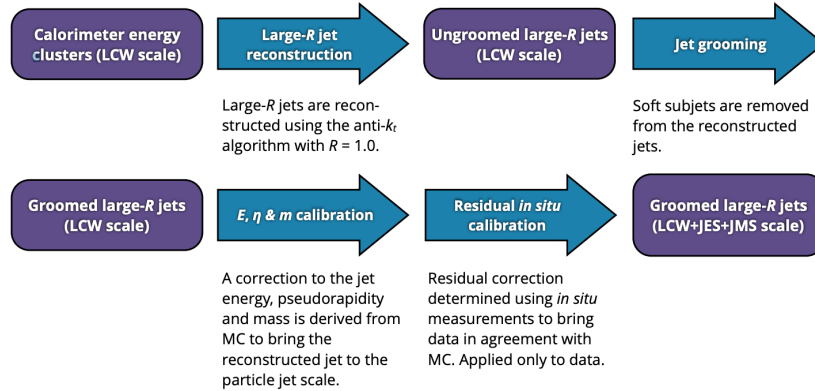 Calorimeter energy
clusters (LCW scale)
Large-R jet
reconstruction
Ungroomed large-R jets
(LCW scale)
Jet grooming
Large-R jets are recon-
structed using the anti-kt
algorithm with R = 1.0.
Soft subjets are removed
from the reconstructed
jets.
Groomed large-R jets
(LCW scale)
E, η & m calibration
Residual in situ
calibration
Groomed large-R jets
(LCW+JES+JMS scale)
A correction to the jet
energy, pseudorapidity
and mass is derived from
MC to bring the
reconstructed jet to the
particle jet scale.
Residual correction
determined using in situ
measurements to bring
data in agreement with
MC. Applied only to data.